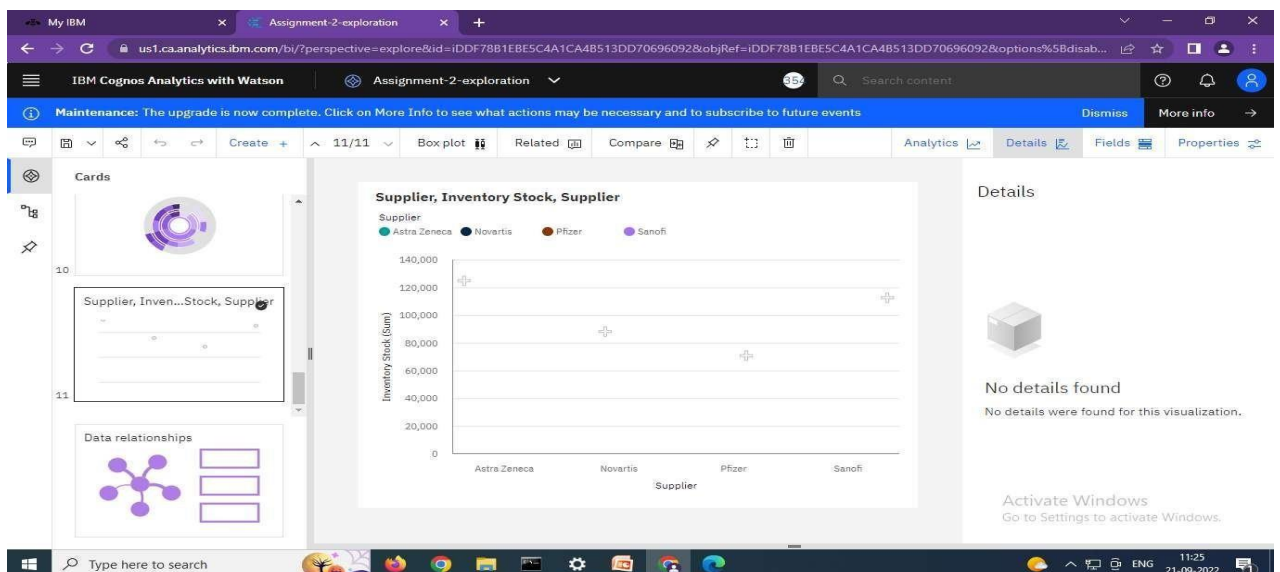 My IBM
Assignment-2-exploration
us1.ca.analytics.ibm.com/bi/?perspective=explore&id=iDDF78B1EBE5C4A1CA4B513DD70696092&objRef=iDDF78B1EBE5C4A1CA4B513DD70696092&options%5Bdisab...
IBM Cognos Analytics with Watson
Assignment-2-exploration
354
Search content
Maintenance: The upgrade is now complete. Click on More Info to see what actions may be necessary and to subscribe to future events
Dismiss
More info
Create
11/11
Box plot
Related
Compare
Analytics
Details
Fields
Properties
Cards
10
Supplier, Inven...Stock, Supplier
11
Data relationships
Supplier, Inventory Stock, Supplier
Supplier
Astra Zeneca Novartis Pfizer Sanofi
140,000
120,000
100,000
80,000
60,000
40,000
20,000
0
Inventory Stock (Sum)
Astra Zeneca Novartis Pfizer Sanofi
Supplier
Details
No details found
No details were found for this visualization.
Activate Windows
Go to Settings to activate Windows.
Type here to search
ENG
11:25
21-09-2022